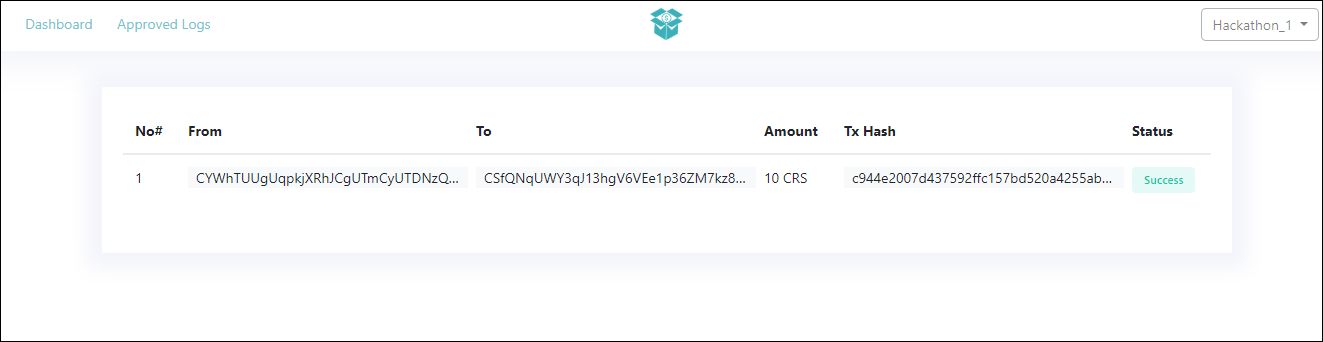 Dashboard Approved Logs Hackathon_1
No# From To Amount Tx Hash Status
1 CYWhTUUgUqpkjXRhJCgUTmCyUTDNzQ... CSfQNqUWY3qJ13hgV6VEe1p36ZM7kz8... 10 CRS c944e2007d437592ffc157bd520a4255ab... Success